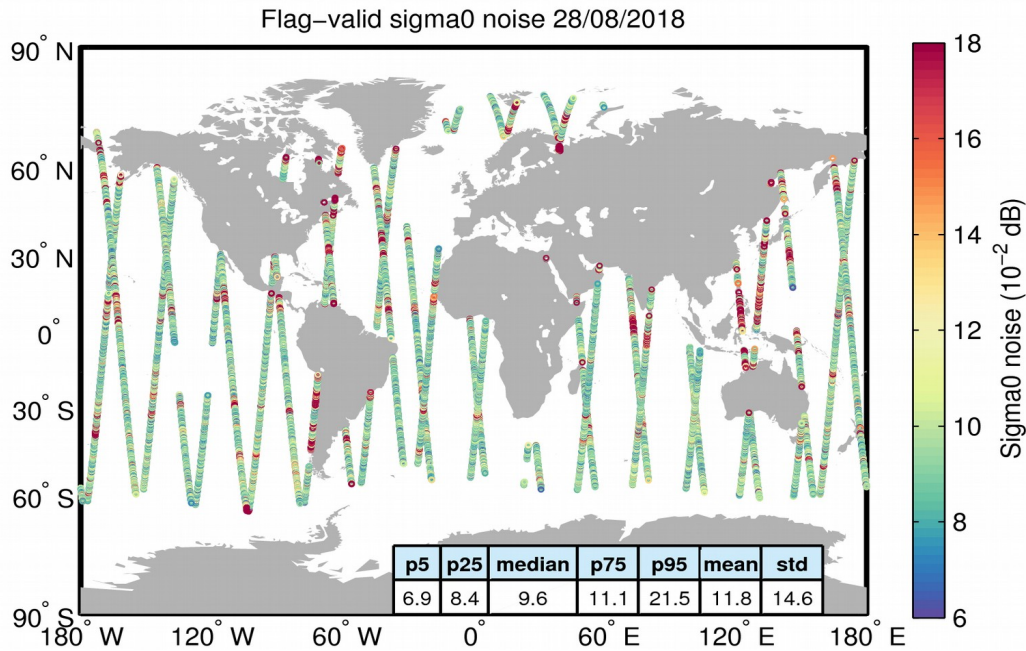 Flag−valid sigma0 noise 28/08/2018
90° N
60° N
30° N
0°
30° S
60° S
90° S
180° W
120° W
60° W
0°
60° E
120° E
180° E
p5 p25 median p75 p95 mean std
6.9 8.4 9.6 11.1 21.5 11.8 14.6
18
16
14
12
10
8
6
Sigma0 noise (10⁻² dB)